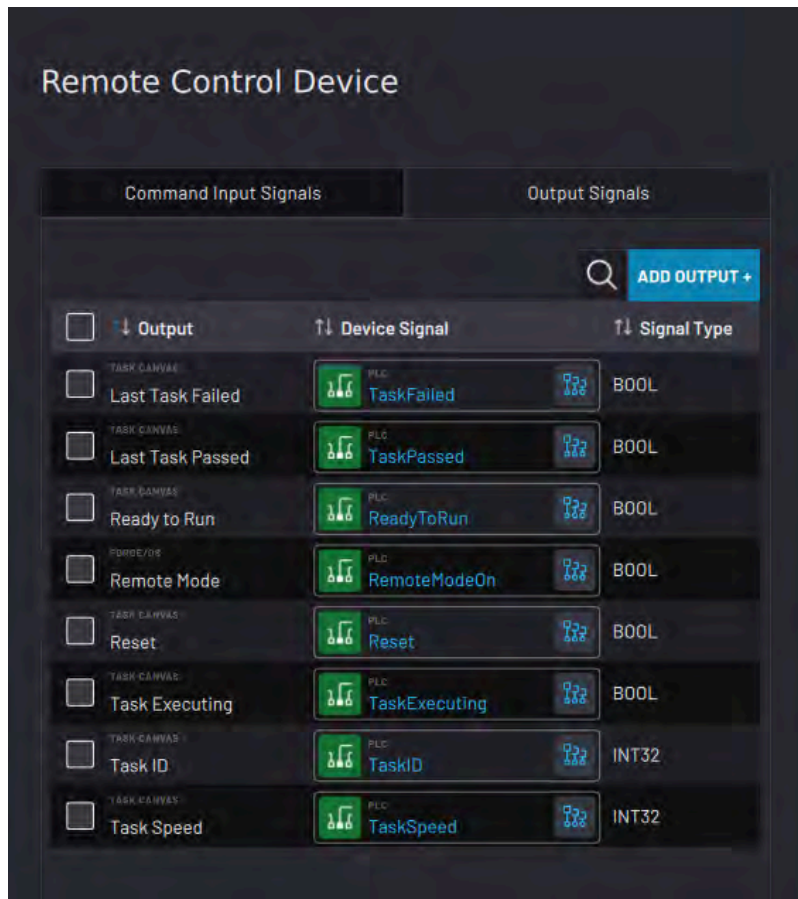 Remote Control Device
Command Input Signals
Output Signals
ADD OUTPUT +
Output
Device Signal
Signal Type
TASK CANVAS
Last Task Failed
PLC
TaskFailed
BOOL
TASK CANVAS
Last Task Passed
PLC
TaskPassed
BOOL
TASK CANVAS
Ready to Run
PLC
ReadyToRun
BOOL
FORGE/OS
Remote Mode
PLC
RemoteModeOn
BOOL
TASK CANVAS
Reset
PLC
Reset
BOOL
TASK CANVAS
Task Executing
PLC
TaskExecuting
BOOL
TASK CANVAS
Task ID
PLC
TaskID
INT32
TASK CANVAS
Task Speed
PLC
TaskSpeed
INT32